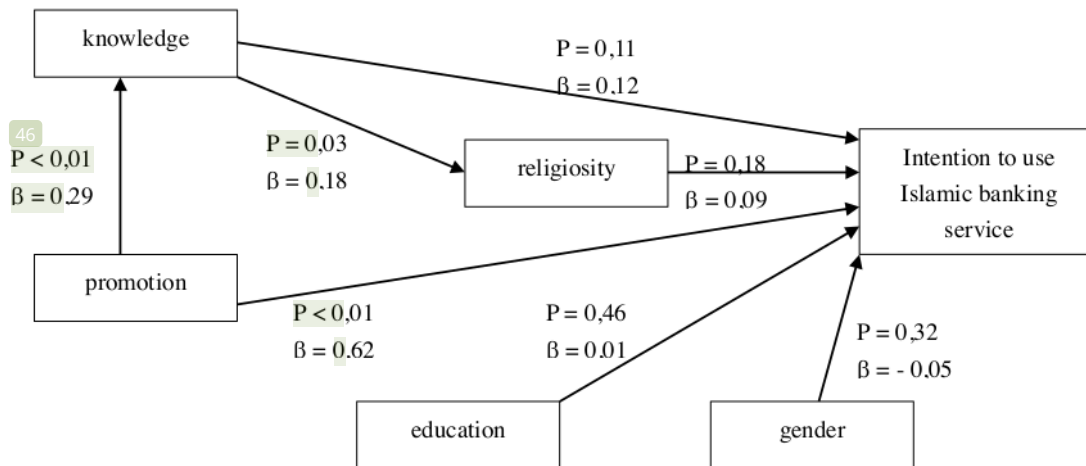 knowledge
P = 0,11
β = 0,12
46
P < 0,01
β = 0,29
P = 0,03
β = 0,18
religiosity
P = 0,18
β = 0,09
Intention to use
Islamic banking
service
promotion
P < 0,01
β = 0,62
P = 0,46
β = 0,01
P = 0,32
β = - 0,05
education
gender